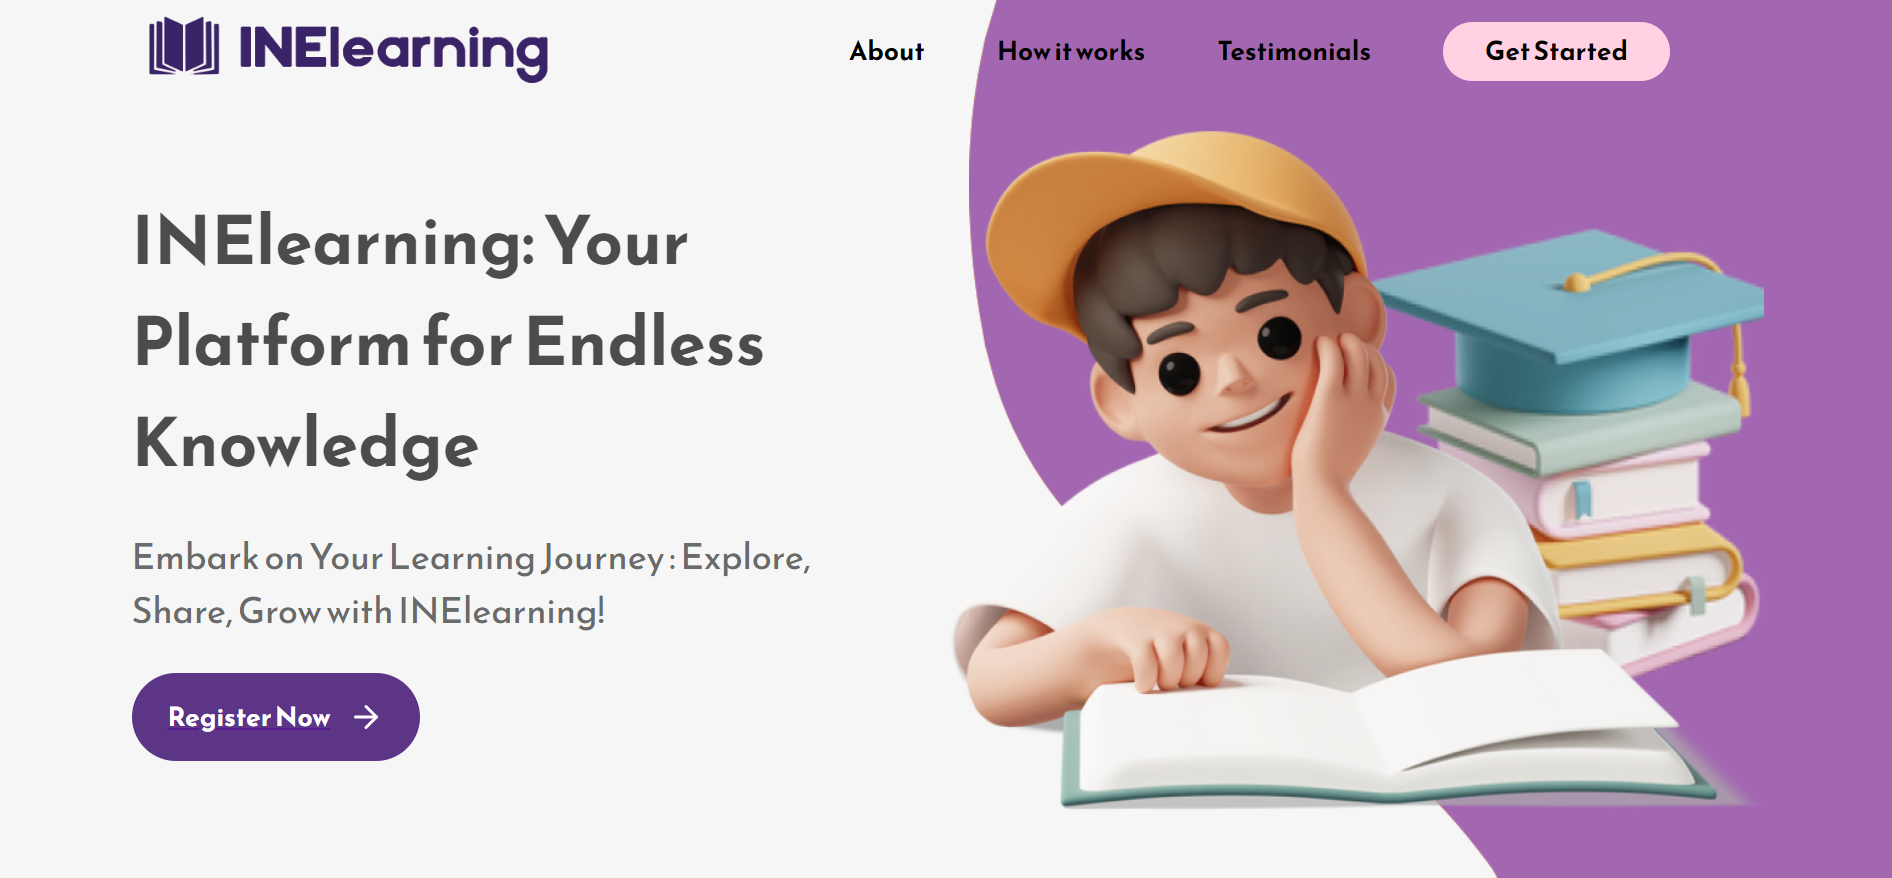 INElearning
About
How it works
Testimonials
Get Started
INElearning: Your
Platform for Endless
Knowledge
Embark on Your Learning Journey : Explore,
Share, Grow with INElearning!
Register Now